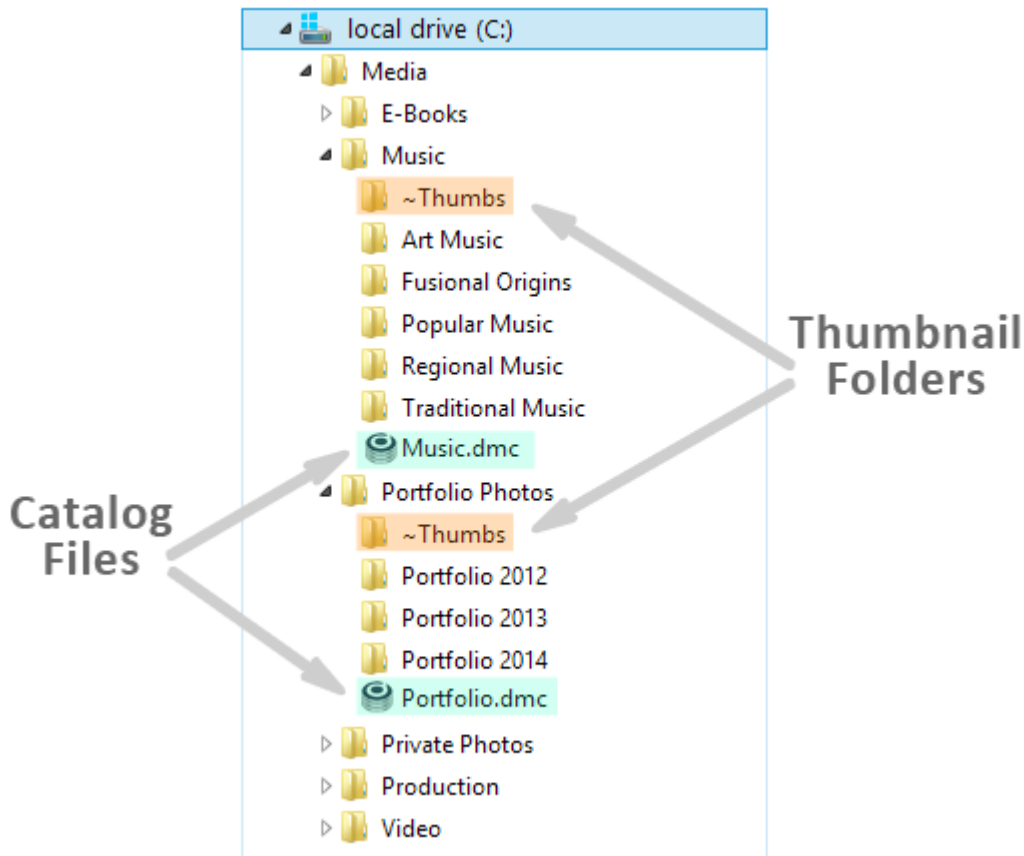 local drive (C:)
Media
E-Books
Music
~Thumbs
Art Music
Fusional Origins
Popular Music
Regional Music
Traditional Music
Music.dmc
Portfolio Photos
~Thumbs
Portfolio 2012
Portfolio 2013
Portfolio 2014
Portfolio.dmc
Private Photos
Production
Video
Thumbnail
Folders
Catalog
Files